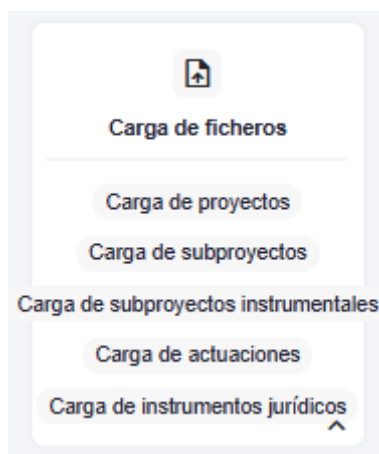 Carga de ficheros
Carga de proyectos
Carga de subproyectos
Carga de subproyectos instrumentales
Carga de actuaciones
Carga de instrumentos jurídicos